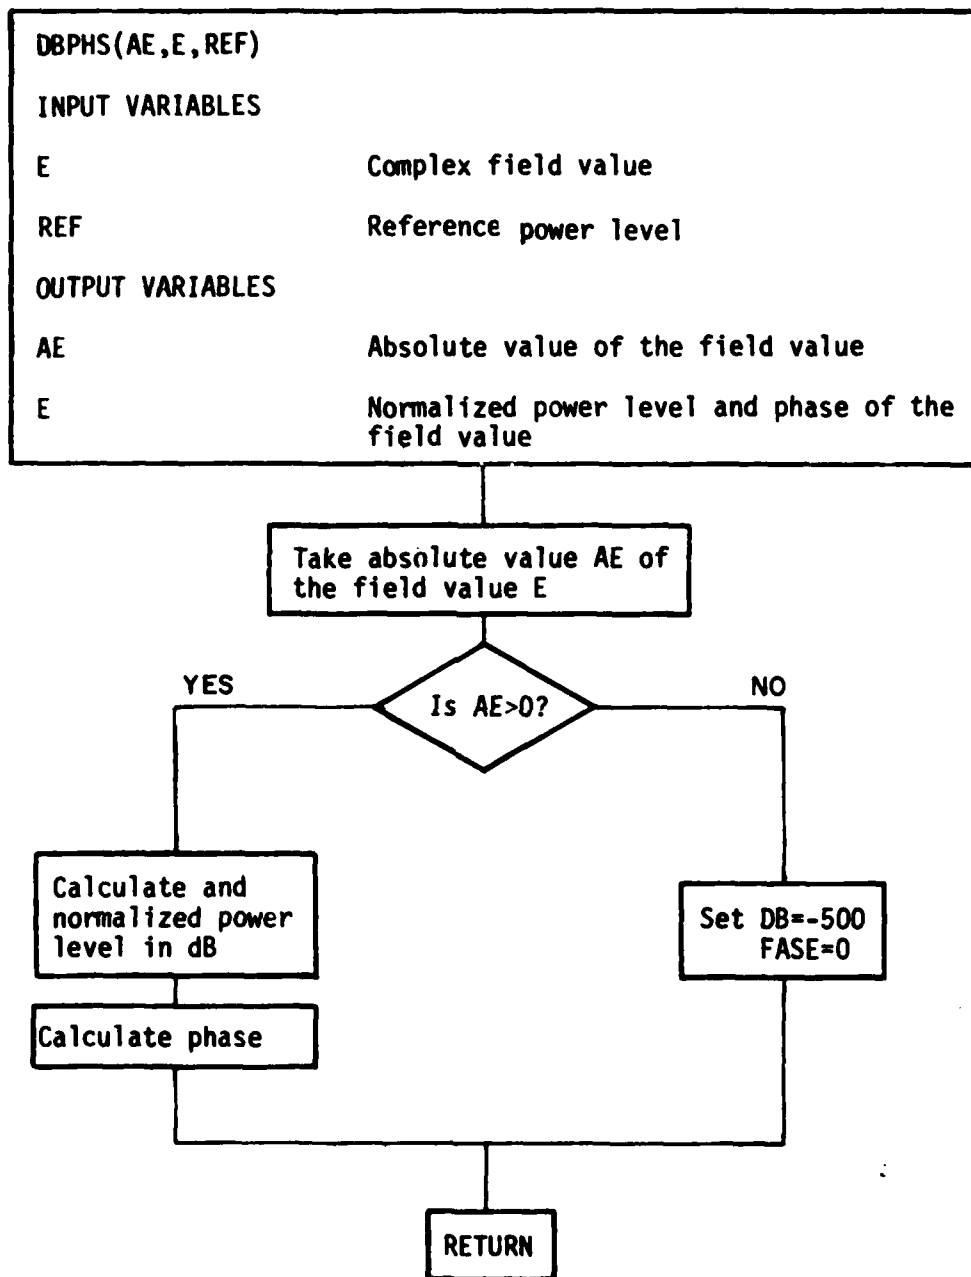 DBPHS(AE,E,REF)
INPUT VARIABLES
E Complex field value
REF Reference power level
OUTPUT VARIABLES
AE Absolute value of the field value
E Normalized power level and phase of the
field value
Take absolute value AE of
the field value E
Is AE>0?
YES
NO
Calculate and
normalized power
level in dB
Calculate phase
Set DB=-500
FASE=0
RETURN